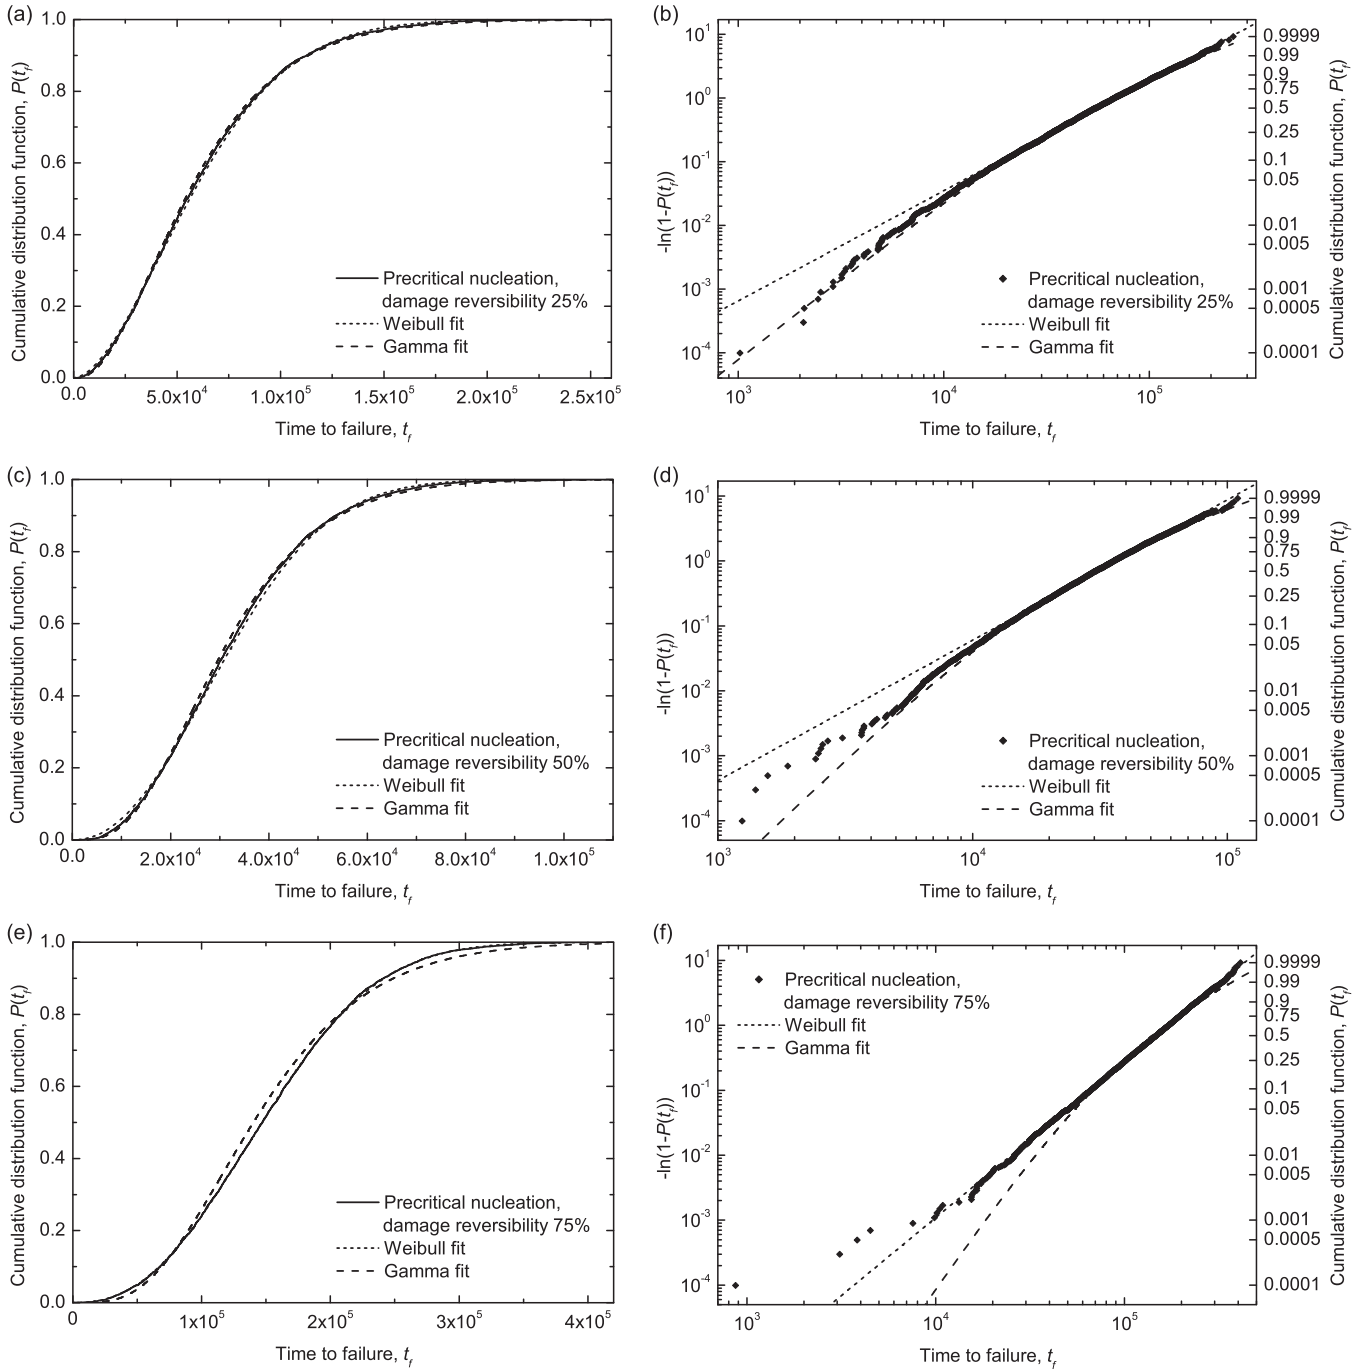 (a)
Cumulative distribution function, P(t_f)
1.0
0.8
0.6
0.4
0.2
0.0
0.0
5.0x10^4
1.0x10^5
1.5x10^5
2.0x10^5
2.5x10^5
Time to failure, t_f
Precritical nucleation,
damage reversibility 25%
Weibull fit
Gamma fit
(b)
-ln(1-P(t_f))
10^1
10^0
10^-1
10^-2
10^-3
10^-4
10^3
10^4
10^5
Time to failure, t_f
0.9999
0.99
0.9
0.75
0.5
0.25
0.1
0.05
0.01
0.005
0.001
0.0005
0.0001
Cumulative distribution function, P(t_f)
Precritical nucleation,
damage reversibility 25%
Weibull fit
Gamma fit
(c)
Cumulative distribution function, P(t_f)
1.0
0.8
0.6
0.4
0.2
0.0
0.0
2.0x10^4
4.0x10^4
6.0x10^4
8.0x10^4
1.0x10^5
Time to failure, t_f
Precritical nucleation,
damage reversibility 50%
Weibull fit
Gamma fit
(d)
-ln(1-P(t_f))
10^1
10^0
10^-1
10^-2
10^-3
10^-4
10^3
10^4
10^5
Time to failure, t_f
0.9999
0.99
0.9
0.75
0.5
0.25
0.1
0.05
0.01
0.005
0.001
0.0005
0.0001
Cumulative distribution function, P(t_f)
Precritical nucleation,
damage reversibility 50%
Weibull fit
Gamma fit
(e)
Cumulative distribution function, P(t_f)
1.0
0.8
0.6
0.4
0.2
0.0
0
1x10^5
2x10^5
3x10^5
4x10^5
Time to failure, t_f
Precritical nucleation,
damage reversibility 75%
Weibull fit
Gamma fit
(f)
-ln(1-P(t_f))
10^1
10^0
10^-1
10^-2
10^-3
10^-4
10^3
10^4
10^5
Time to failure, t_f
0.9999
0.99
0.9
0.75
0.5
0.25
0.1
0.05
0.01
0.005
0.001
0.0005
0.0001
Cumulative distribution function, P(t_f)
Precritical nucleation,
damage reversibility 75%
Weibull fit
Gamma fit